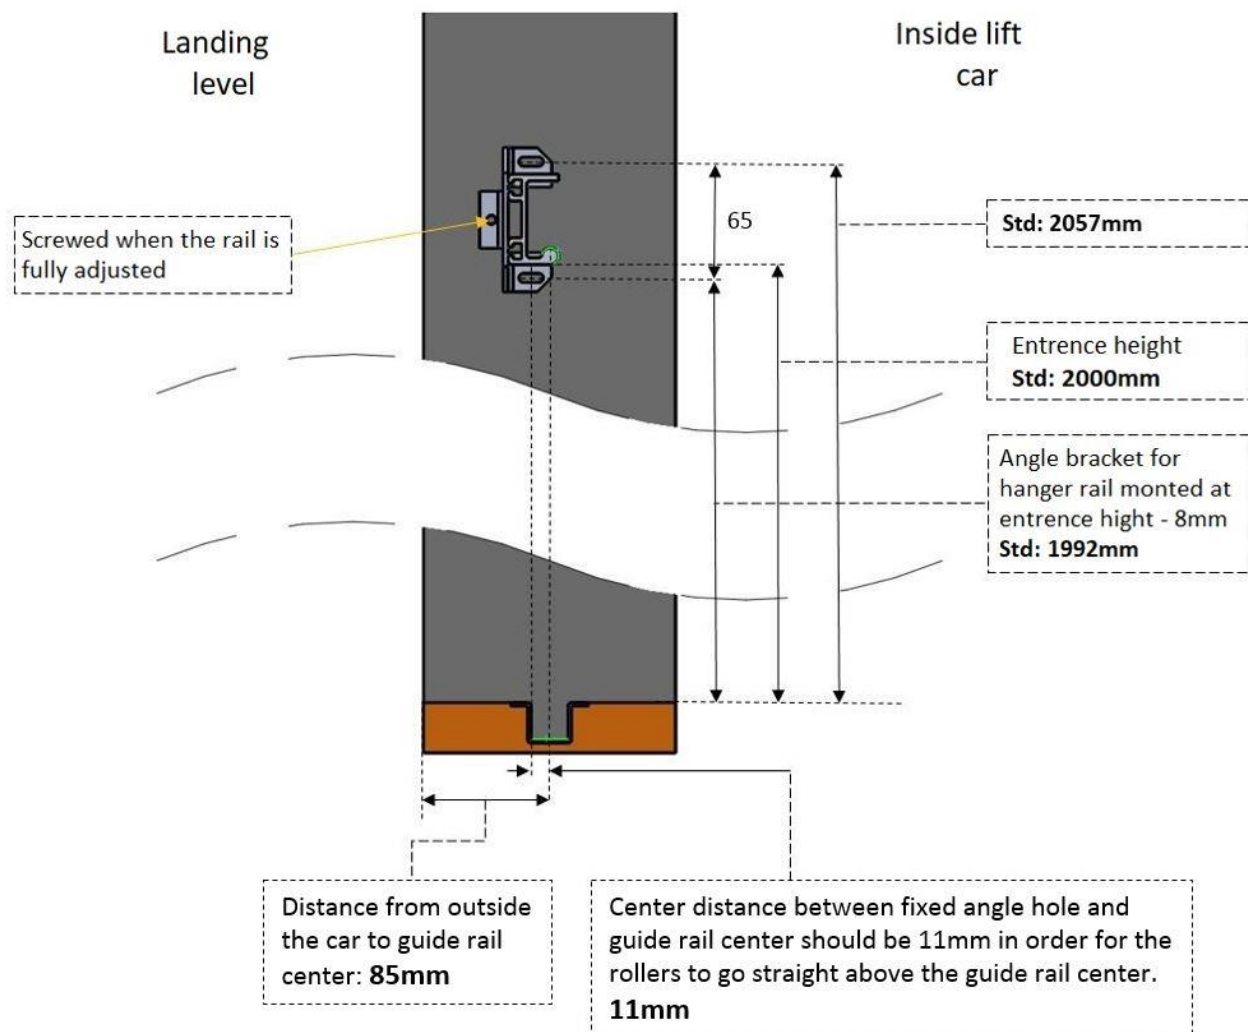 Landing
level
Inside lift
car
Screwed when the rail is
fully adjusted
65
Std: 2057mm
Entrence height
Std: 2000mm
Angle bracket for
hanger rail monted at
entrence hight - 8mm
Std: 1992mm
Distance from outside
the car to guide rail
center: 85mm
Center distance between fixed angle hole and
guide rail center should be 11mm in order for the
rollers to go straight above the guide rail center.
11mm